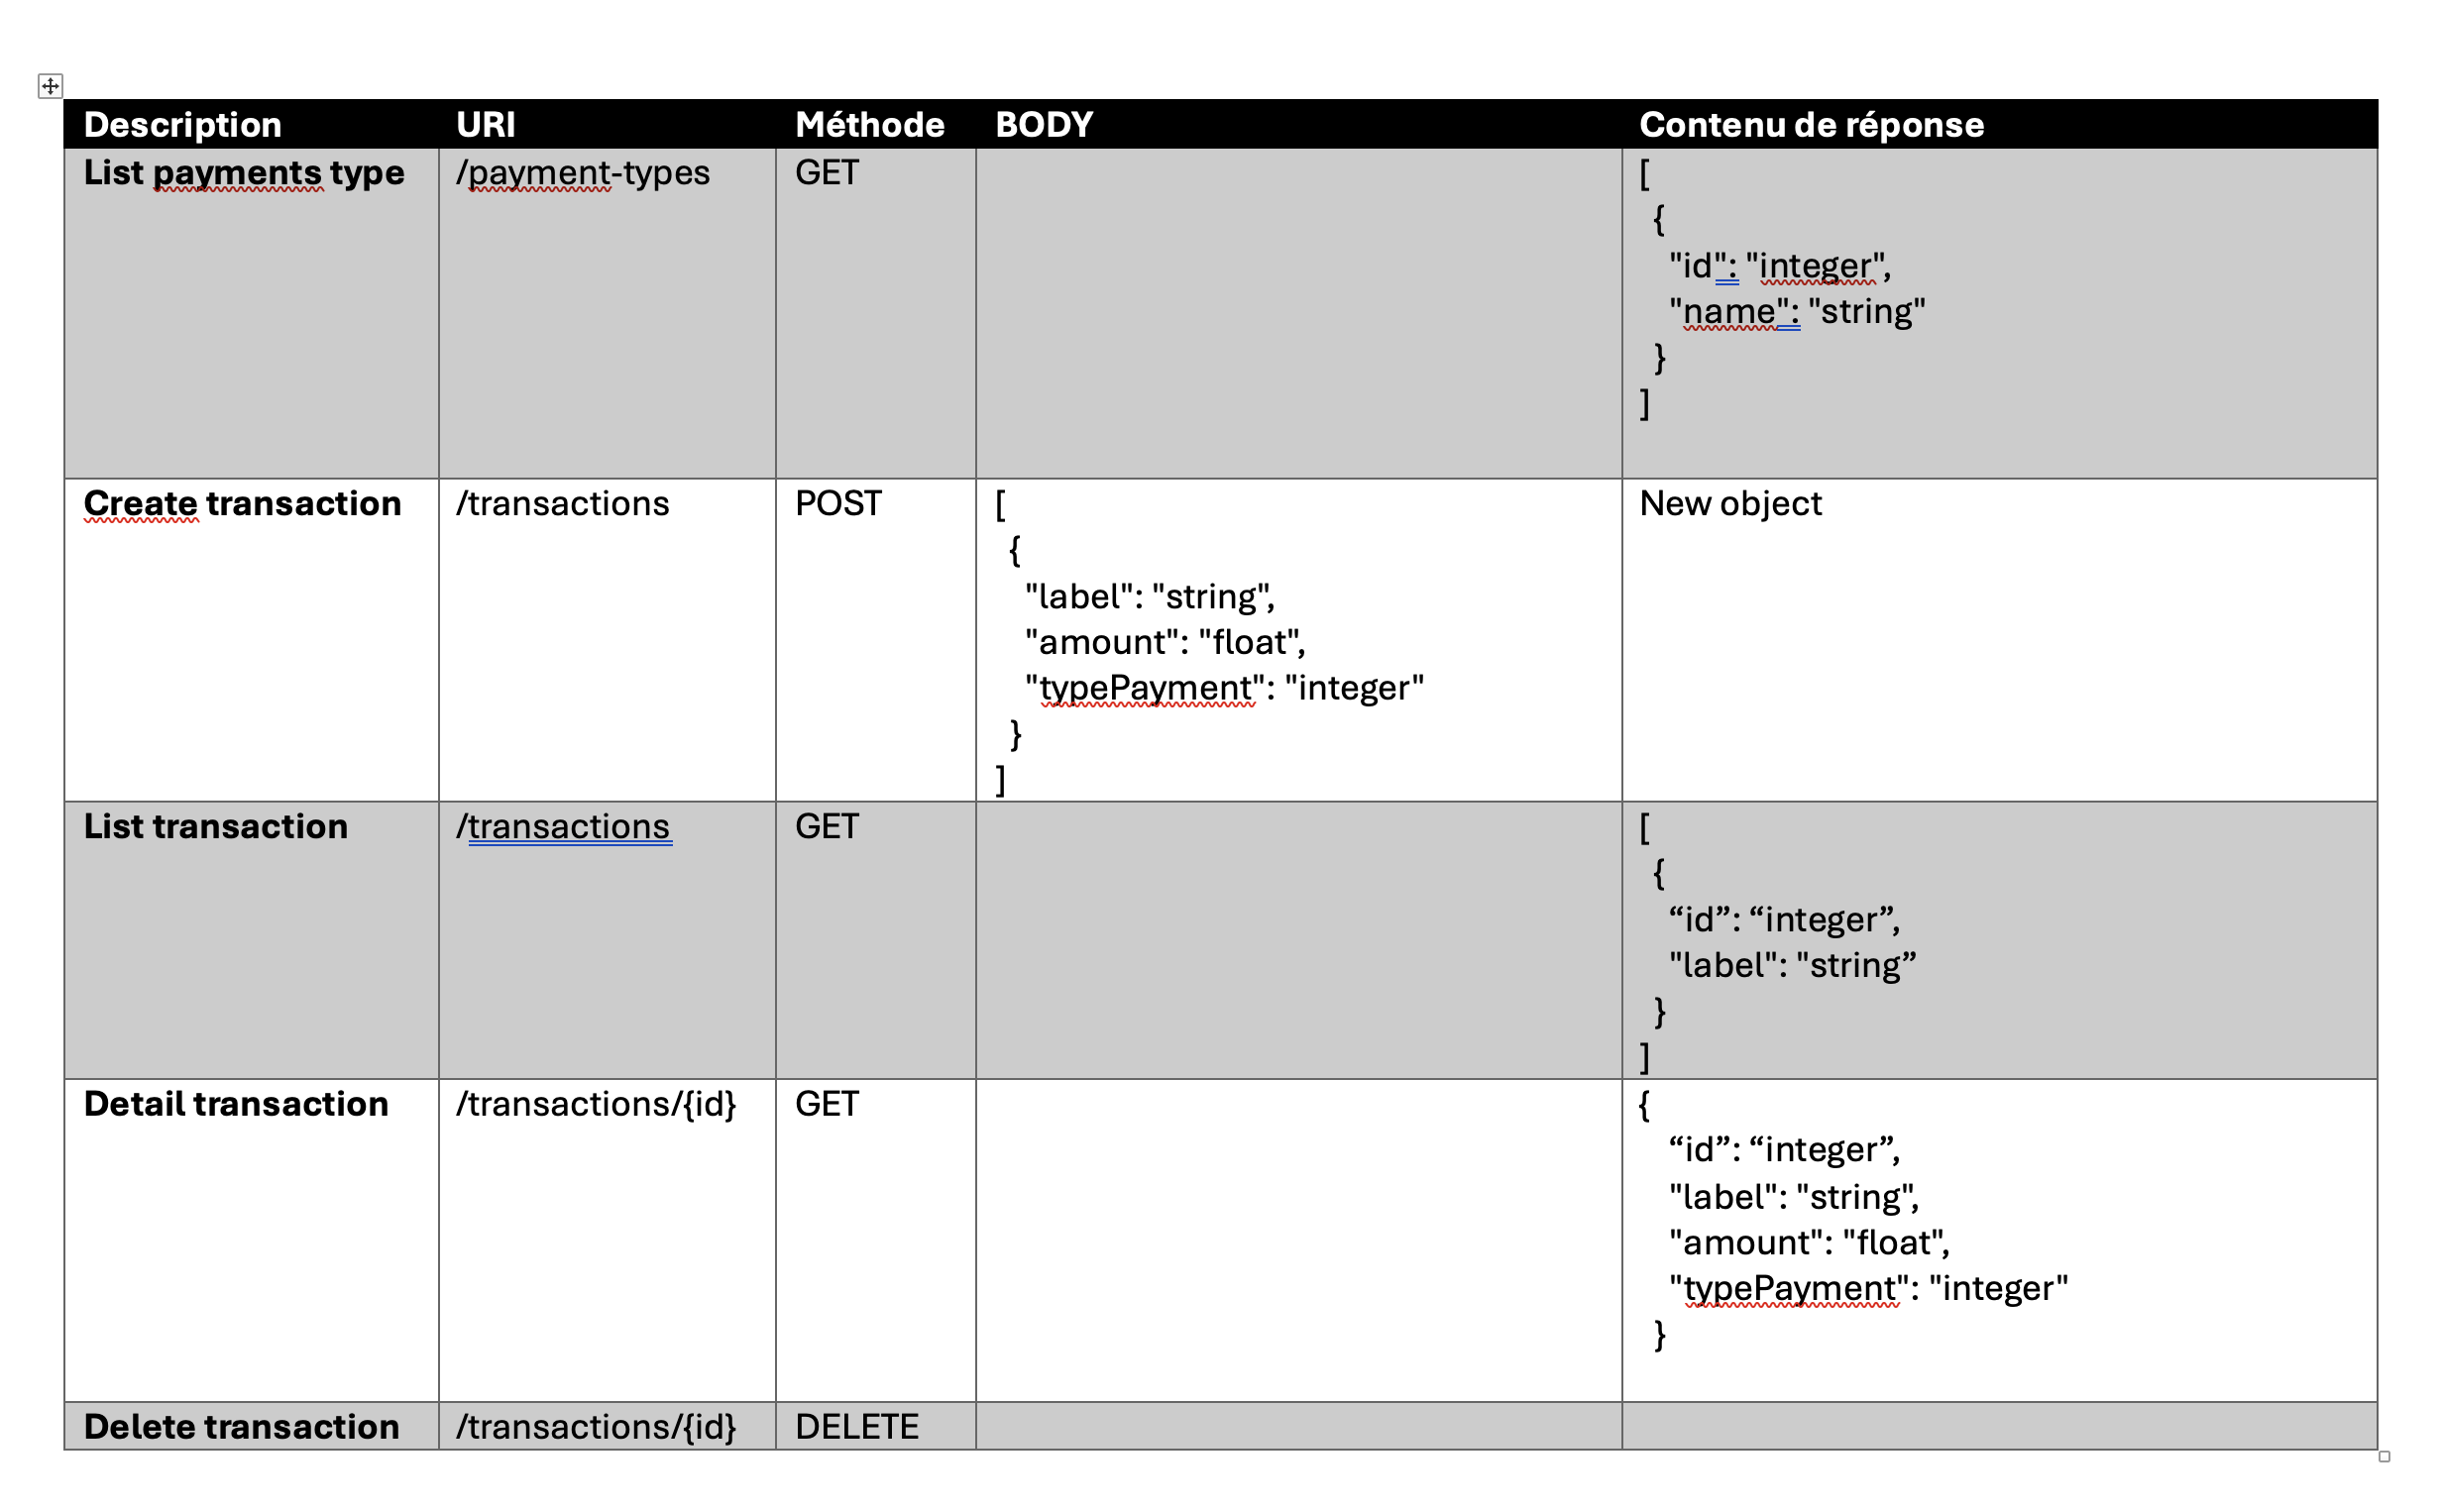 Description URI Méthode BODY Contenu de réponse
List payments type /payment-types GET [
{
"id": "integer",
"name": "string"
}
]
Create transaction /transactions POST [ New object
{
"label": "string",
"amount": "float",
"typePayment": "integer"
}
]
List transaction /transactions GET [
{
“id”: “integer”,
"label": "string”
}
]
Detail transaction /transactions/{id} GET {
“id”: “integer”,
"label": "string",
"amount": "float",
"typePayment": "integer"
}
Delete transaction /transactions/{id} DELETE